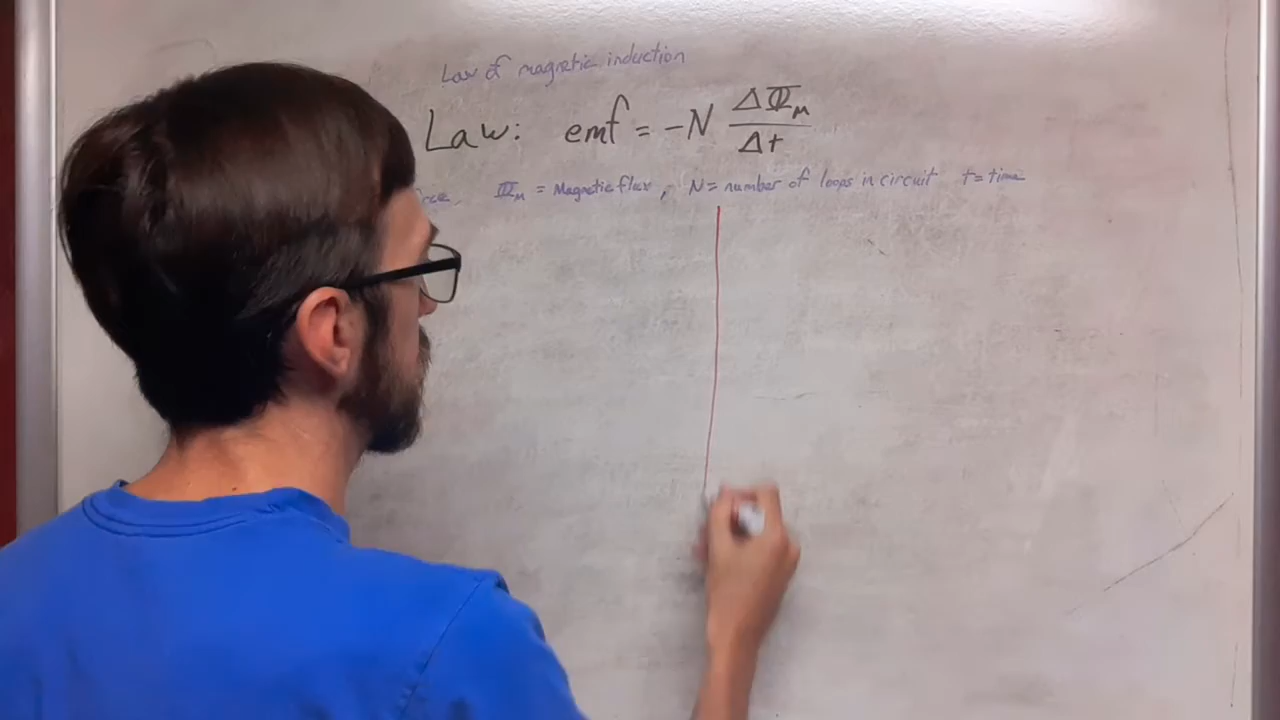 Law of magnetic induction
Law: emf = -N ΔΦM / Δt
ΦM = Magnetic flux, N = number of loops in circuit t = time